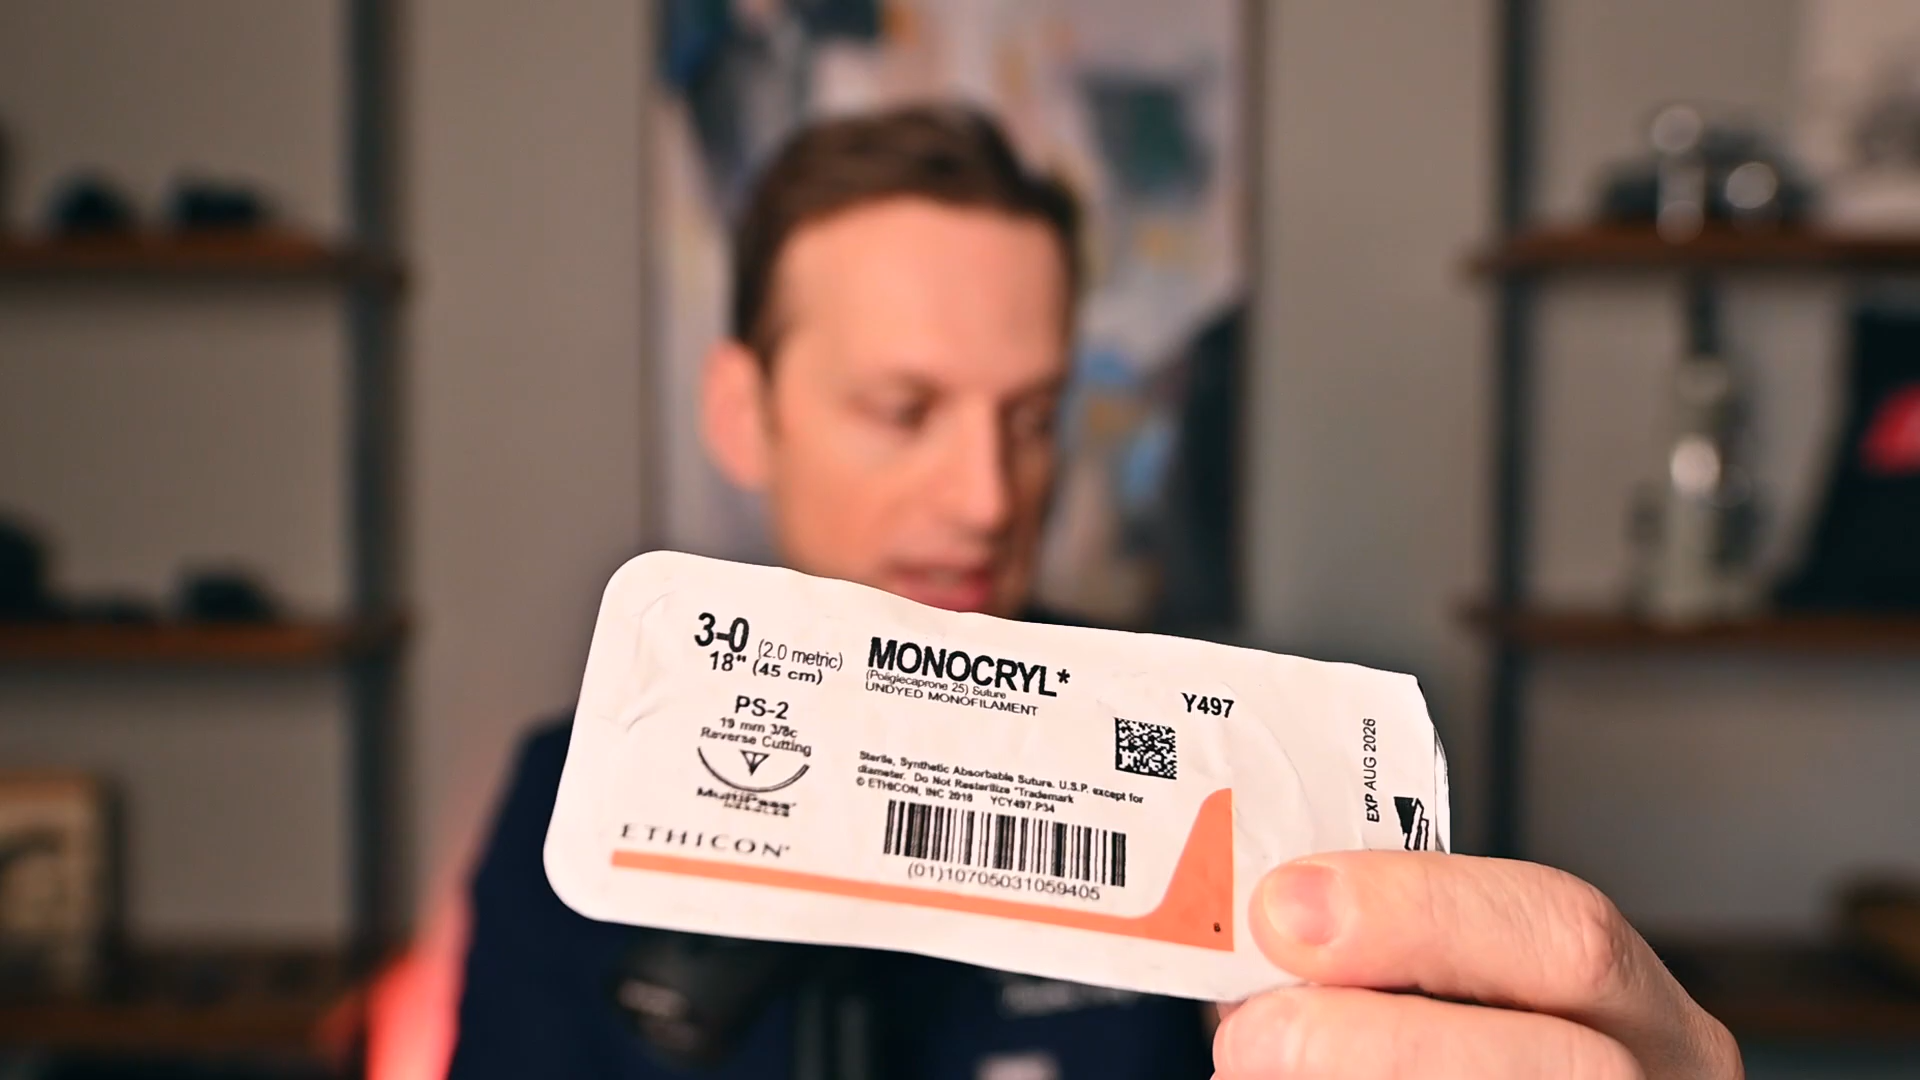 3-0 (2.0 metric)
18" (45 cm)
PS-2
19 mm 3/8c
Reverse Cutting
MultiPass*
ETHICON*
MONOCRYL*
(Poliglecaprone 25) Suture
UNDYED MONOFILAMENT
Y497
Sterile, Synthetic Absorbable Suture. U.S.P. except for
diameter. Do Not Resterilize *Trademark
© ETHICON, INC 2018 YCY497.P34
(01)10705031059405
EXP AUG 2026